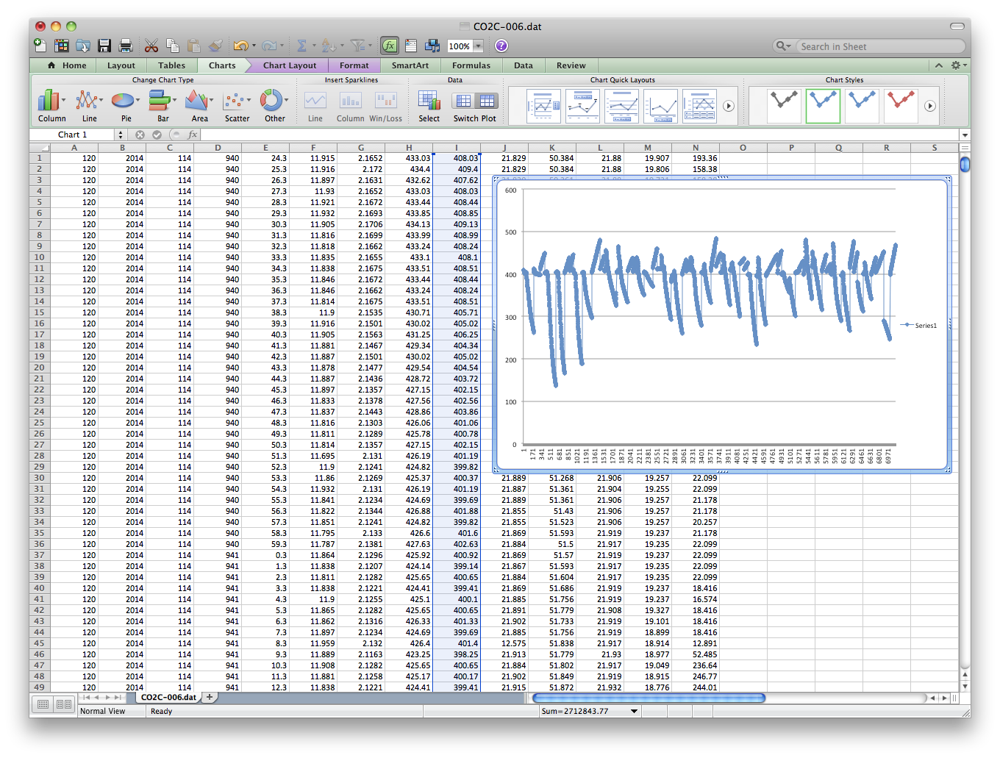 CO2C-006.dat
100%
Search in Sheet
Home Layout Tables Charts Chart Layout Format SmartArt Formulas Data Review
Change Chart Type Insert Sparklines Data Chart Quick Layouts Chart Styles
Column Line Pie Bar Area Scatter Other Line Column Win/Loss Select Switch Plot
Chart 1 fx
A B C D E F G H I J K L M N O P Q R S
1 120 2014 114 940 24.3 11.915 2.1652 433.03 408.03 21.829 50.384 21.88 19.907 193.36
2 120 2014 114 940 25.3 11.916 2.172 434.4 409.4 21.829 50.384 21.88 19.806 158.38
3 120 2014 114 940 26.3 11.897 2.1631 432.62 407.62
4 120 2014 114 940 27.3 11.93 2.1652 433.03 408.03
5 120 2014 114 940 28.3 11.921 2.1672 433.44 408.44
6 120 2014 114 940 29.3 11.932 2.1693 433.85 408.85
7 120 2014 114 940 30.3 11.905 2.1706 434.13 409.13
8 120 2014 114 940 31.3 11.816 2.1699 433.99 408.99
9 120 2014 114 940 32.3 11.818 2.1662 433.24 408.24
10 120 2014 114 940 33.3 11.835 2.1655 433.1 408.1
11 120 2014 114 940 34.3 11.838 2.1675 433.51 408.51
12 120 2014 114 940 35.3 11.846 2.1672 433.44 408.44
13 120 2014 114 940 36.3 11.846 2.1662 433.24 408.24
14 120 2014 114 940 37.3 11.814 2.1675 433.51 408.51
15 120 2014 114 940 38.3 11.9 2.1535 430.71 405.71
16 120 2014 114 940 39.3 11.916 2.1501 430.02 405.02
17 120 2014 114 940 40.3 11.905 2.1563 431.25 406.25
18 120 2014 114 940 41.3 11.881 2.1467 429.34 404.34
19 120 2014 114 940 42.3 11.887 2.1501 430.02 405.02
20 120 2014 114 940 43.3 11.878 2.1477 429.54 404.54
21 120 2014 114 940 44.3 11.887 2.1436 428.72 403.72
22 120 2014 114 940 45.3 11.897 2.1357 427.15 402.15
23 120 2014 114 940 46.3 11.833 2.1378 427.56 402.56
24 120 2014 114 940 47.3 11.837 2.1443 428.86 403.86
25 120 2014 114 940 48.3 11.816 2.1303 426.06 401.06
26 120 2014 114 940 49.3 11.811 2.1289 425.78 400.78
27 120 2014 114 940 50.3 11.814 2.1357 427.15 402.15
28 120 2014 114 940 51.3 11.695 2.131 426.19 401.19
29 120 2014 114 940 52.3 11.9 2.1241 424.82 399.82
30 120 2014 114 940 53.3 11.86 2.1269 425.37 400.37 21.889 51.268 21.906 19.257 22.099
31 120 2014 114 940 54.3 11.932 2.131 426.19 401.19 21.887 51.361 21.904 19.255 22.099
32 120 2014 114 940 55.3 11.841 2.1234 424.69 399.69 21.889 51.361 21.906 19.257 21.178
33 120 2014 114 940 56.3 11.822 2.1344 426.88 401.88 21.855 51.43 21.906 19.257 21.178
34 120 2014 114 940 57.3 11.851 2.1241 424.82 399.82 21.855 51.523 21.906 19.257 20.257
35 120 2014 114 940 58.3 11.795 2.133 426.6 401.6 21.869 51.593 21.919 19.237 21.178
36 120 2014 114 940 59.3 11.787 2.1381 427.63 402.63 21.884 51.5 21.917 19.235 22.099
37 120 2014 114 941 0.3 11.864 2.1296 425.92 400.92 21.869 51.57 21.919 19.237 22.099
38 120 2014 114 941 1.3 11.838 2.1207 424.14 399.14 21.867 51.593 21.917 19.235 22.099
39 120 2014 114 941 2.3 11.811 2.1282 425.65 400.65 21.884 51.604 21.917 19.235 22.099
40 120 2014 114 941 3.3 11.838 2.1221 424.41 399.41 21.869 51.686 21.919 19.237 18.416
41 120 2014 114 941 4.3 11.9 2.1255 425.1 400.1 21.885 51.756 21.919 19.237 16.574
42 120 2014 114 941 5.3 11.865 2.1282 425.65 400.65 21.891 51.779 21.908 19.327 18.416
43 120 2014 114 941 6.3 11.862 2.1316 426.33 401.33 21.902 51.733 21.919 19.101 18.416
44 120 2014 114 941 7.3 11.897 2.1234 424.69 399.69 21.885 51.756 21.919 18.899 18.416
45 120 2014 114 941 8.3 11.959 2.132 426.4 401.4 12.575 51.838 21.917 18.914 12.891
46 120 2014 114 941 9.3 11.889 2.1163 423.25 398.25 21.913 51.779 21.93 18.977 52.485
47 120 2014 114 941 10.3 11.908 2.1282 425.65 400.65 21.884 51.802 21.917 19.049 236.64
48 120 2014 114 941 11.3 11.881 2.1258 425.17 400.17 21.902 51.849 21.919 18.915 246.77
49 120 2014 114 941 12.3 11.838 2.1221 424.41 399.41 21.915 51.872 21.932 18.776 244.01
600
500
400
300
200
100
0
Series1
1 171 341 511 681 851 1021 1191 1361 1531 1701 1871 2041 2211 2381 2551 2721 2891 3061 3231 3401 3571 3741 3911 4081 4251 4421 4591 4761 4931 5101 5271 5441 5611 5781 5951 6121 6291 6461 6631 6801 6971
CO2C-006.dat
Normal View Ready Sum=2712843.77